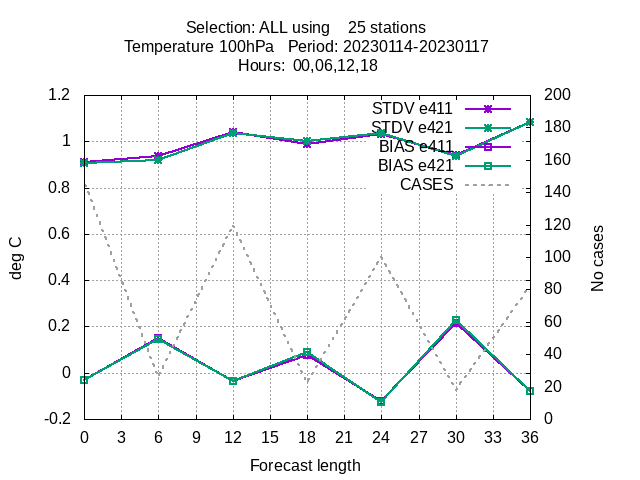 Selection: ALL using    25 stations
Temperature 100hPa   Period: 20230114-20230117
Hours:  00,06,12,18
1.2
1
0.8
0.6
0.4
0.2
0
-0.2
deg C
200
180
160
140
120
100
80
60
40
20
0
No cases
STDV e411
STDV e421
BIAS e411
BIAS e421
CASES
0 3 6 9 12 15 18 21 24 27 30 33 36
Forecast length